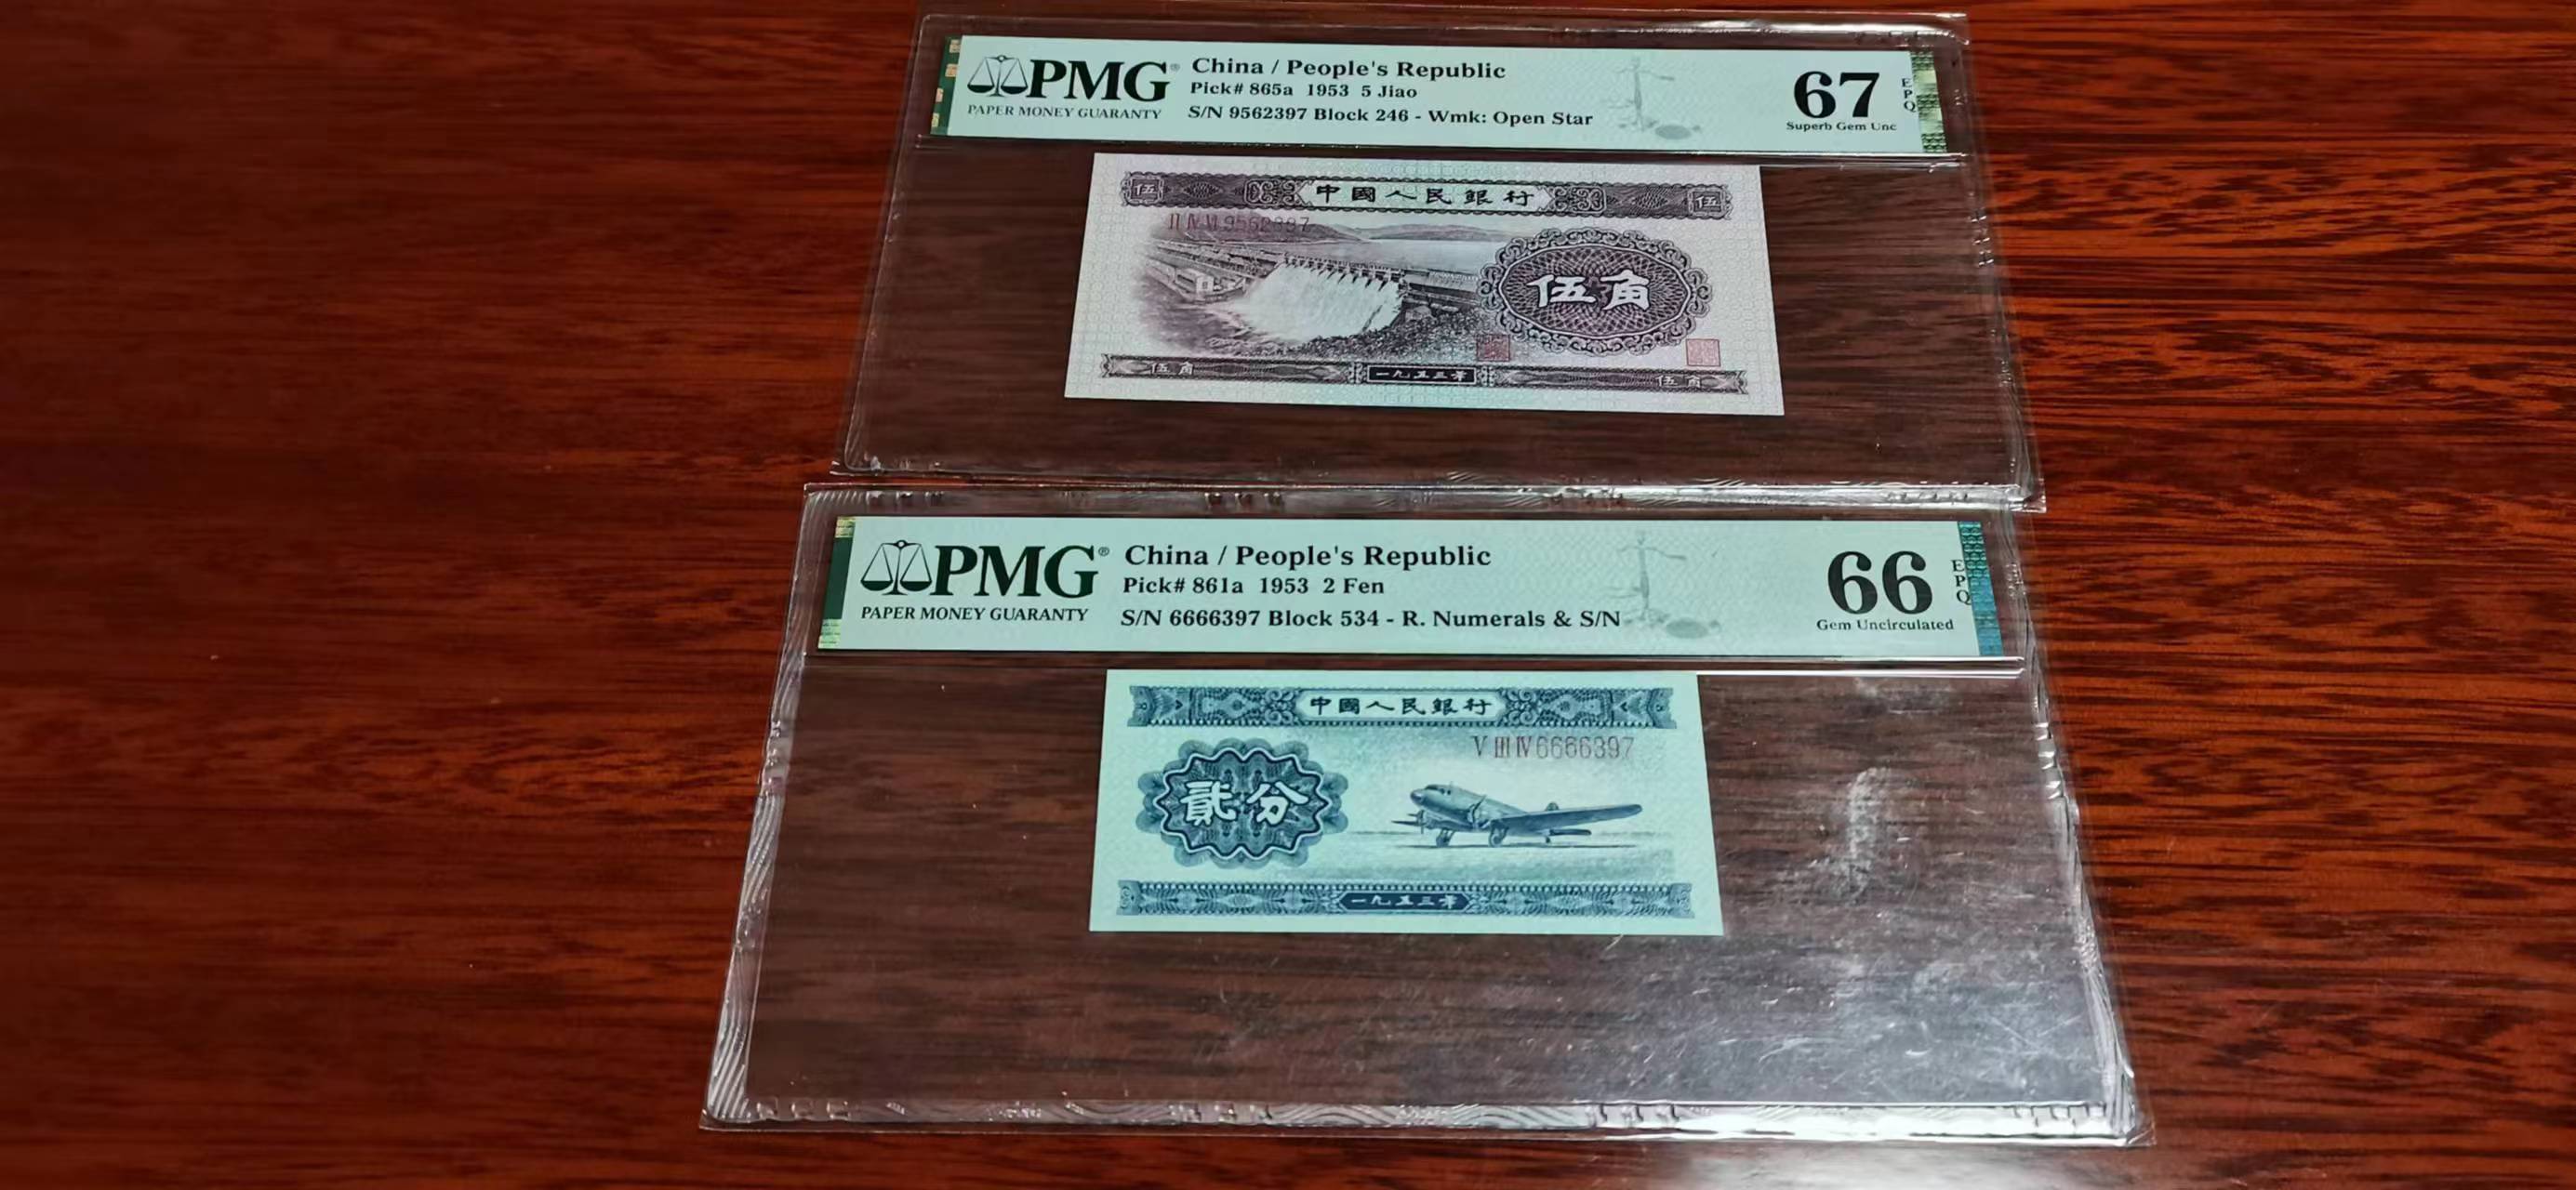 PMG®
PAPER MONEY GUARANTY
China / People's Republic
Pick# 865a 1953 5 Jiao
S/N 9562397 Block 246 - Wmk: Open Star
67
EPQ
Superb Gem Unc
伍
中國人民銀行
伍
II IV VI 9562397
伍角
伍角
一九五三年
伍角
PMG®
PAPER MONEY GUARANTY
China / People's Republic
Pick# 861a 1953 2 Fen
S/N 6666397 Block 534 - R. Numerals & S/N
66
EPQ
Gem Uncirculated
中國人民銀行
V III IV 6666397
貳分
一九五三年